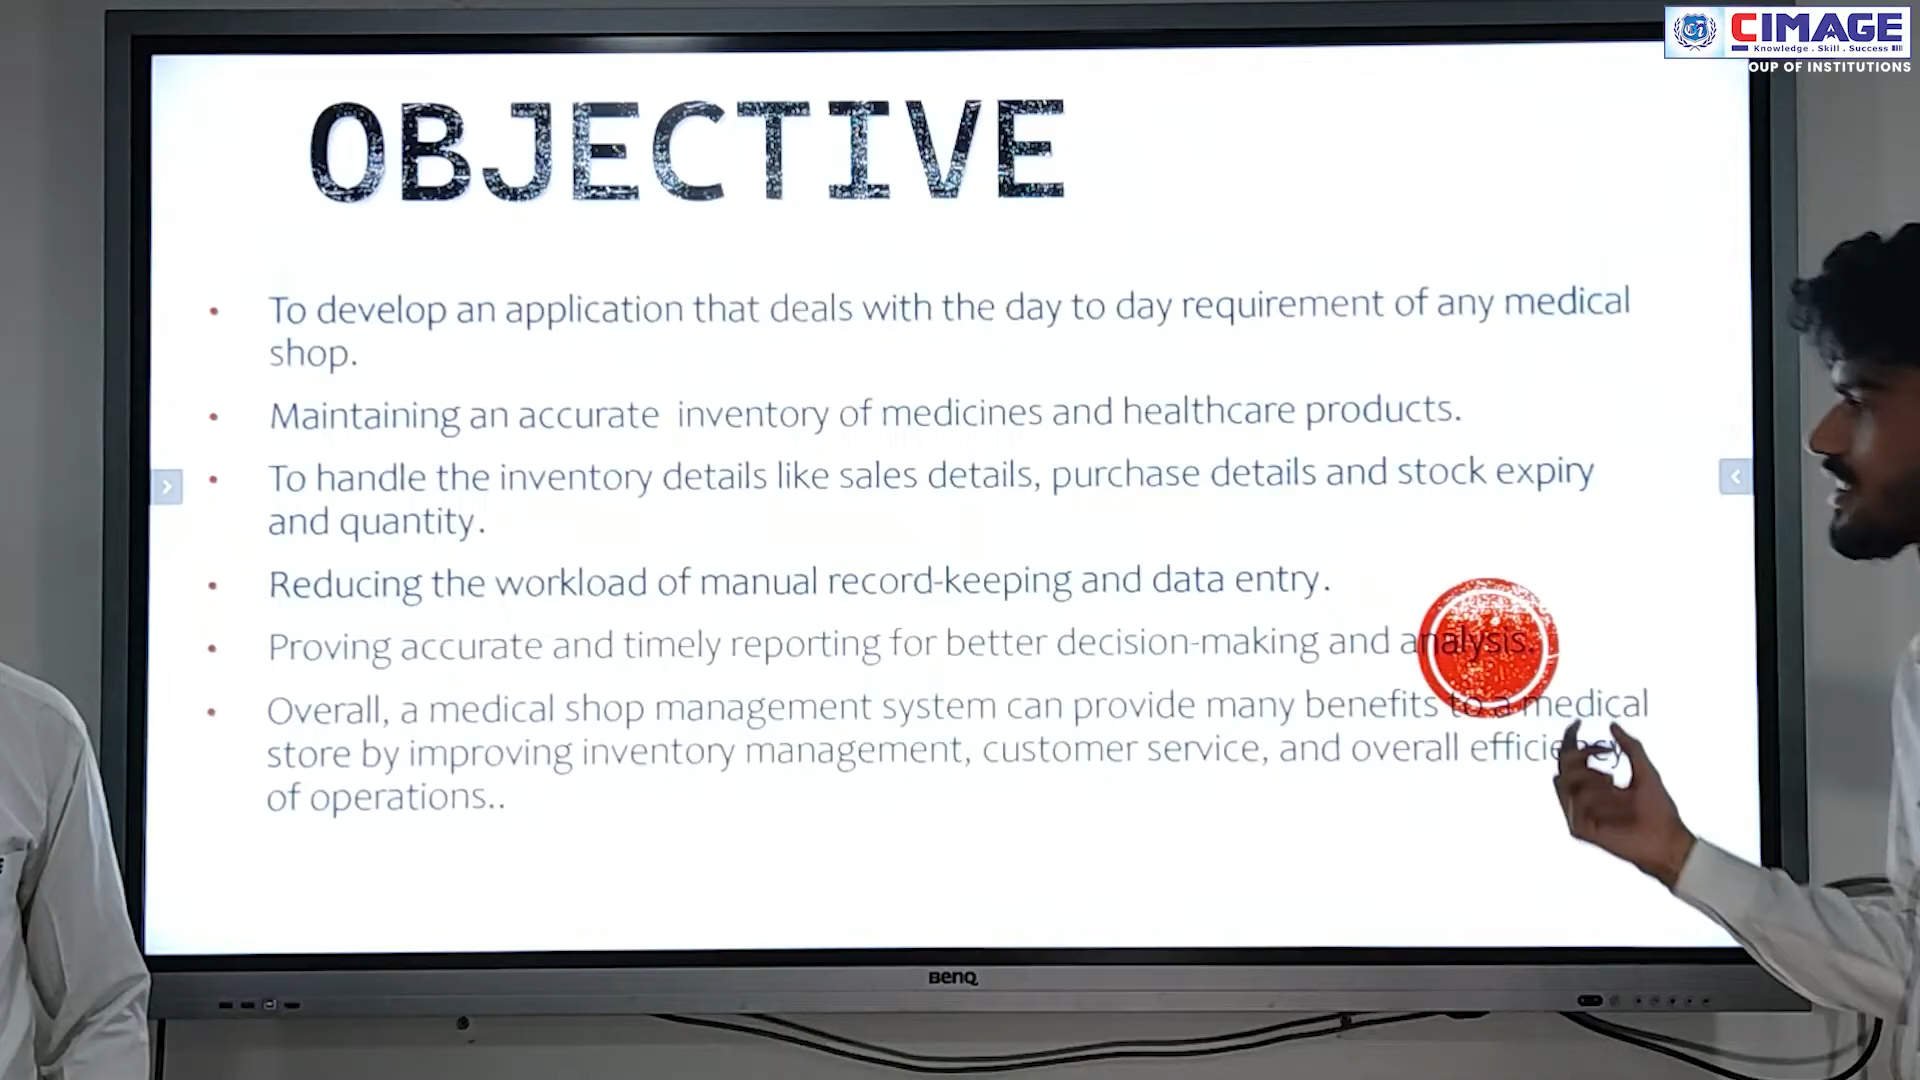 CIMAGE
Knowledge . Skill . Success
OUP OF INSTITUTIONS
OBJECTIVE
• To develop an application that deals with the day to day requirement of any medical
shop.
• Maintaining an accurate inventory of medicines and healthcare products.
• To handle the inventory details like sales details, purchase details and stock expiry
and quantity.
• Reducing the workload of manual record-keeping and data entry.
• Proving accurate and timely reporting for better decision-making and analysis.
• Overall, a medical shop management system can provide many benefits to a medical
store by improving inventory management, customer service, and overall efficiency
of operations..
BenQ